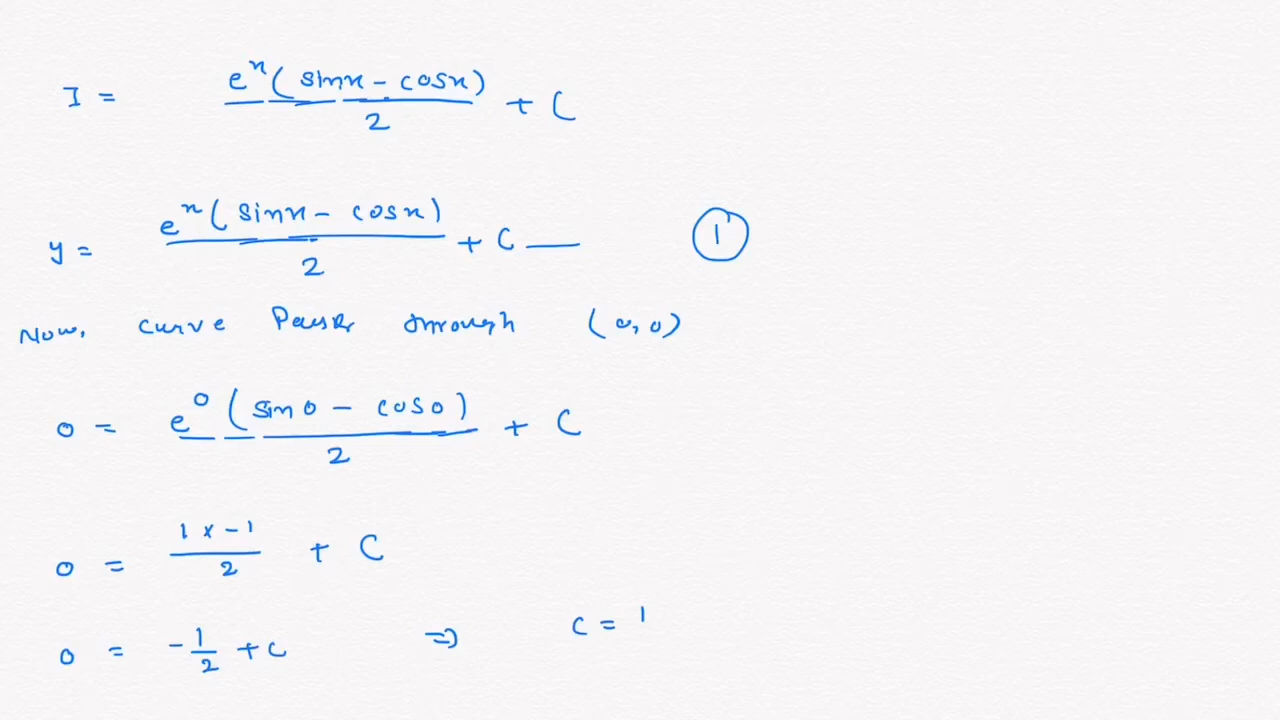 I = e^x (sinx - cosx) / 2 + C
y = e^x (sinx - cosx) / 2 + C — ①
Now, curve passes through (0,0)
0 = e^0 (sin0 - cos0) / 2 + C
0 = 1 x -1 / 2 + C
0 = -1/2 + C ⇒ C = 1